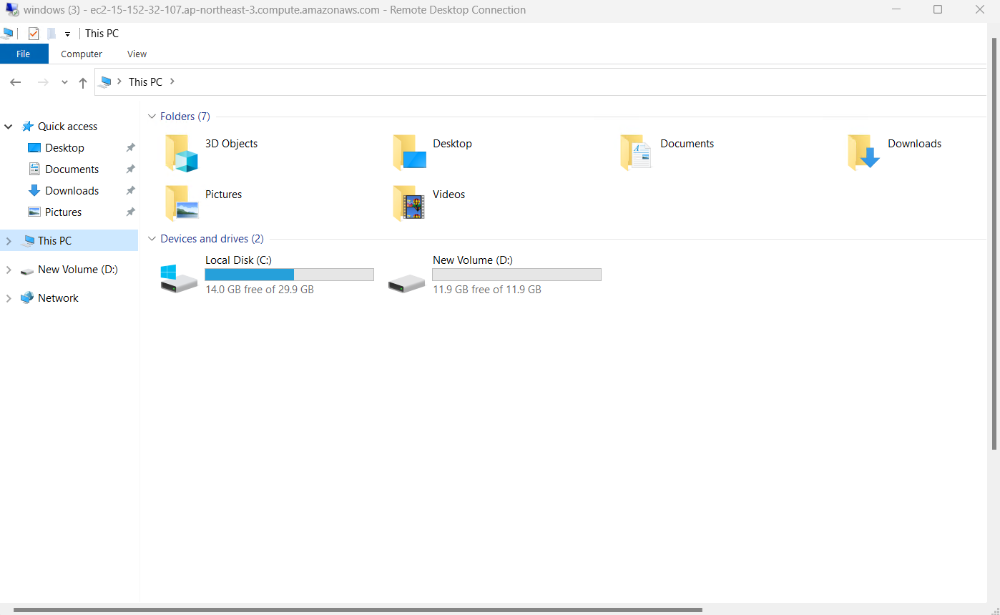 windows (3) - ec2-15-152-32-107.ap-northeast-3.compute.amazonaws.com - Remote Desktop Connection
This PC
File Computer View
This PC
Quick access
Desktop
Documents
Downloads
Pictures
This PC
New Volume (D:)
Network
Folders (7)
3D Objects
Desktop
Documents
Downloads
Pictures
Videos
Devices and drives (2)
Local Disk (C:)
14.0 GB free of 29.9 GB
New Volume (D:)
11.9 GB free of 11.9 GB